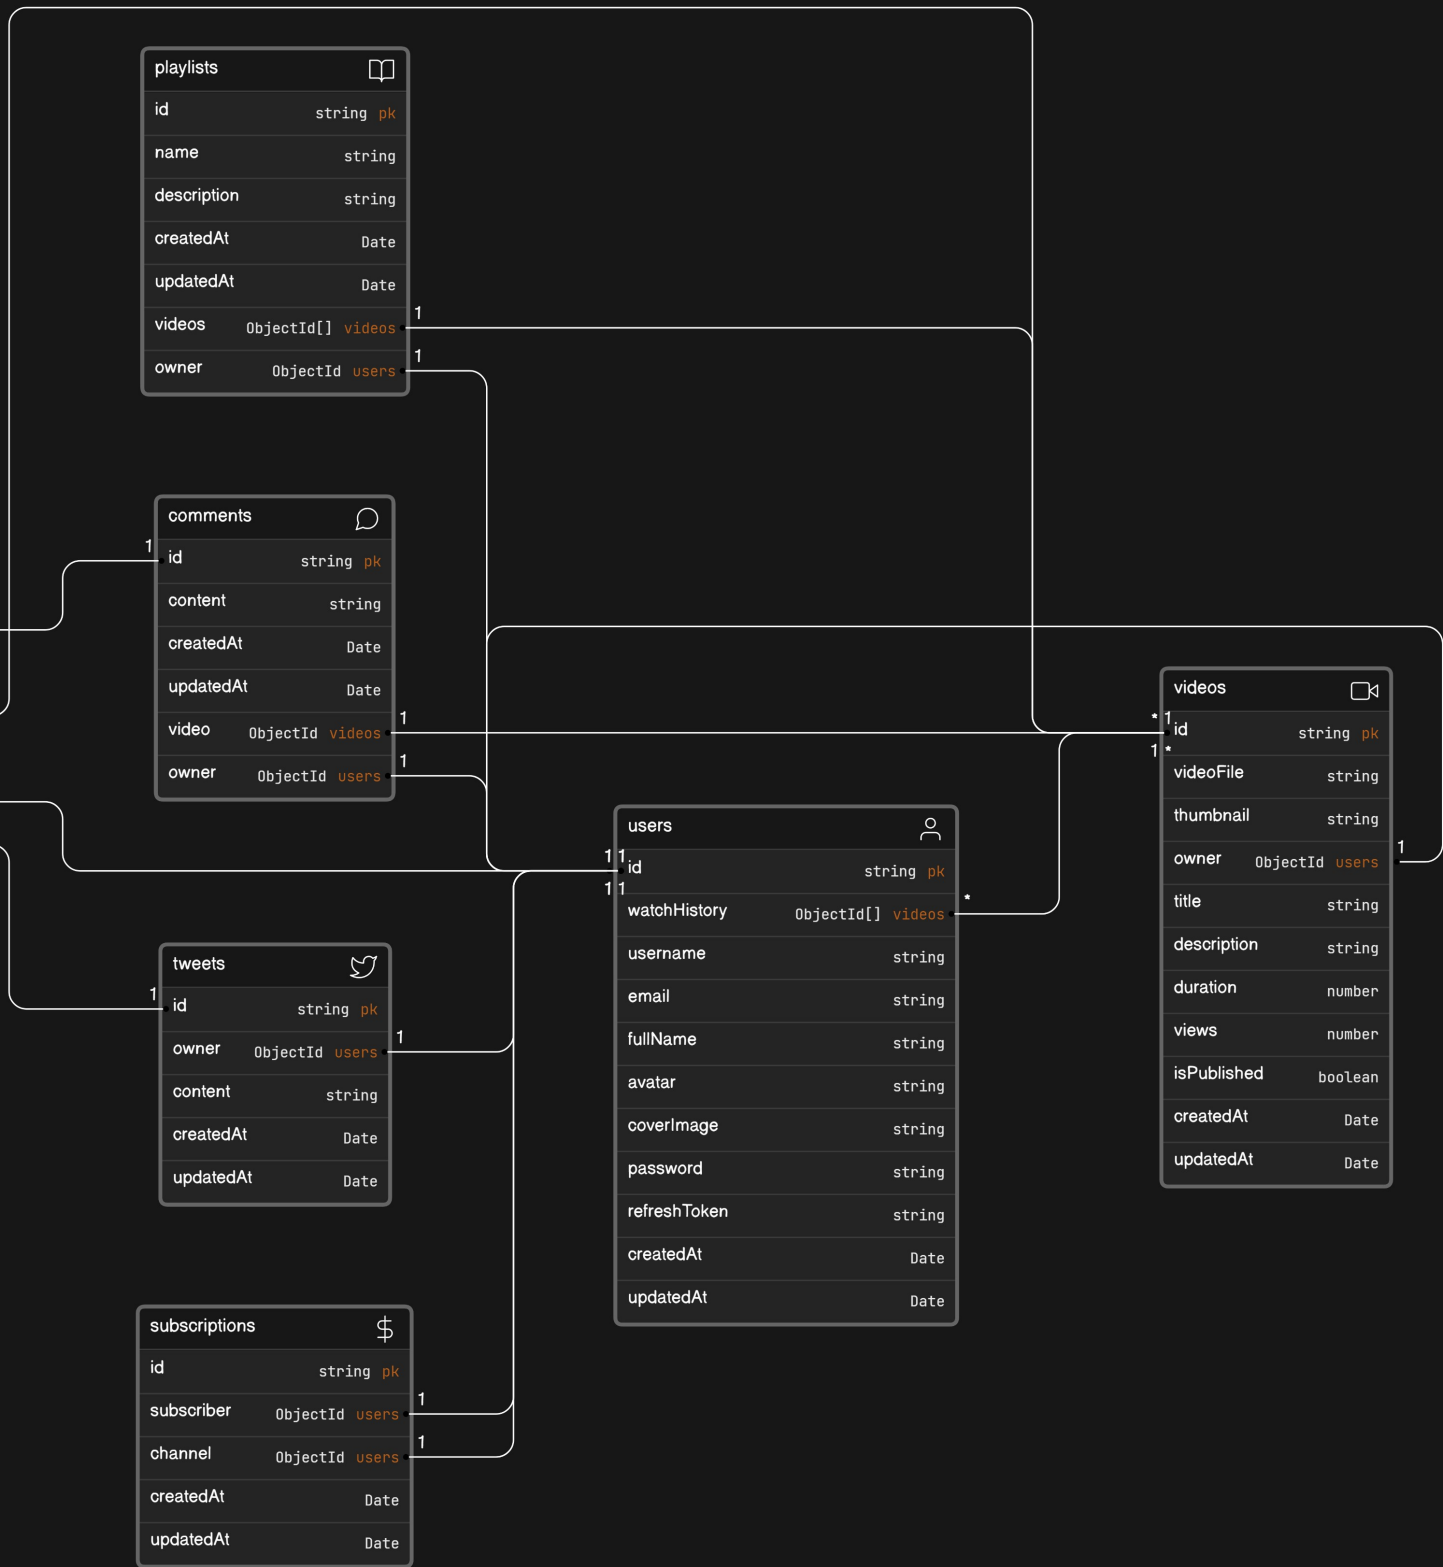 playlists
id string pk
name string
description string
createdAt Date
updatedAt Date
videos ObjectId[] videos 1
owner ObjectId users 1
comments
1 id string pk
content string
createdAt Date
updatedAt Date
video ObjectId videos 1
owner ObjectId users 1
tweets
1 id string pk
owner ObjectId users 1
content string
createdAt Date
updatedAt Date
subscriptions
id string pk
subscriber ObjectId users 1
channel ObjectId users 1
createdAt Date
updatedAt Date
users
1 1
id string pk
1 1
watchHistory ObjectId[] videos *
username string
email string
fullName string
avatar string
coverImage string
password string
refreshToken string
createdAt Date
updatedAt Date
videos
* 1
id string pk
1 *
videoFile string
thumbnail string
owner ObjectId users 1
title string
description string
duration number
views number
isPublished boolean
createdAt Date
updatedAt Date